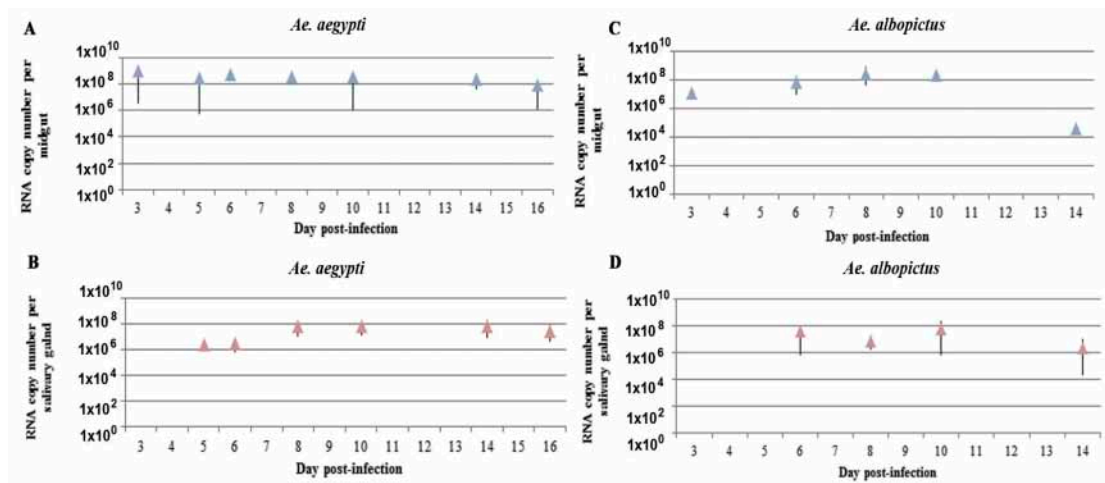 A
Ae. aegypti
RNA copy number per
midgut
1x10^10
1x10^8
1x10^6
1x10^4
1x10^2
1x10^0
3 4 5 6 7 8 9 10 11 12 13 14 15 16
Day post-infection
C
Ae. albopictus
RNA copy number per
midgut
1x10^10
1x10^8
1x10^6
1x10^4
1x10^2
1x10^0
3 4 5 6 7 8 9 10 11 12 13 14
Day post-infection
B
Ae. aegypti
RNA copy number per
salivary galnd
1x10^10
1x10^8
1x10^6
1x10^4
1x10^2
1x10^0
3 4 5 6 7 8 9 10 11 12 13 14 15 16
Day post-infection
D
Ae. albopictus
RNA copy number per
salivary galnd
1x10^10
1x10^8
1x10^6
1x10^4
1x10^2
1x10^0
3 4 5 6 7 8 9 10 11 12 13 14
Day post-infection